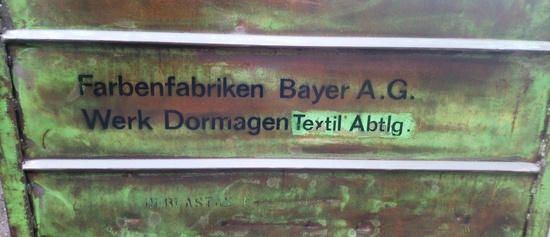 Farbenfabriken Bayer A.G.
Werk Dormagen Textil Abtlg.